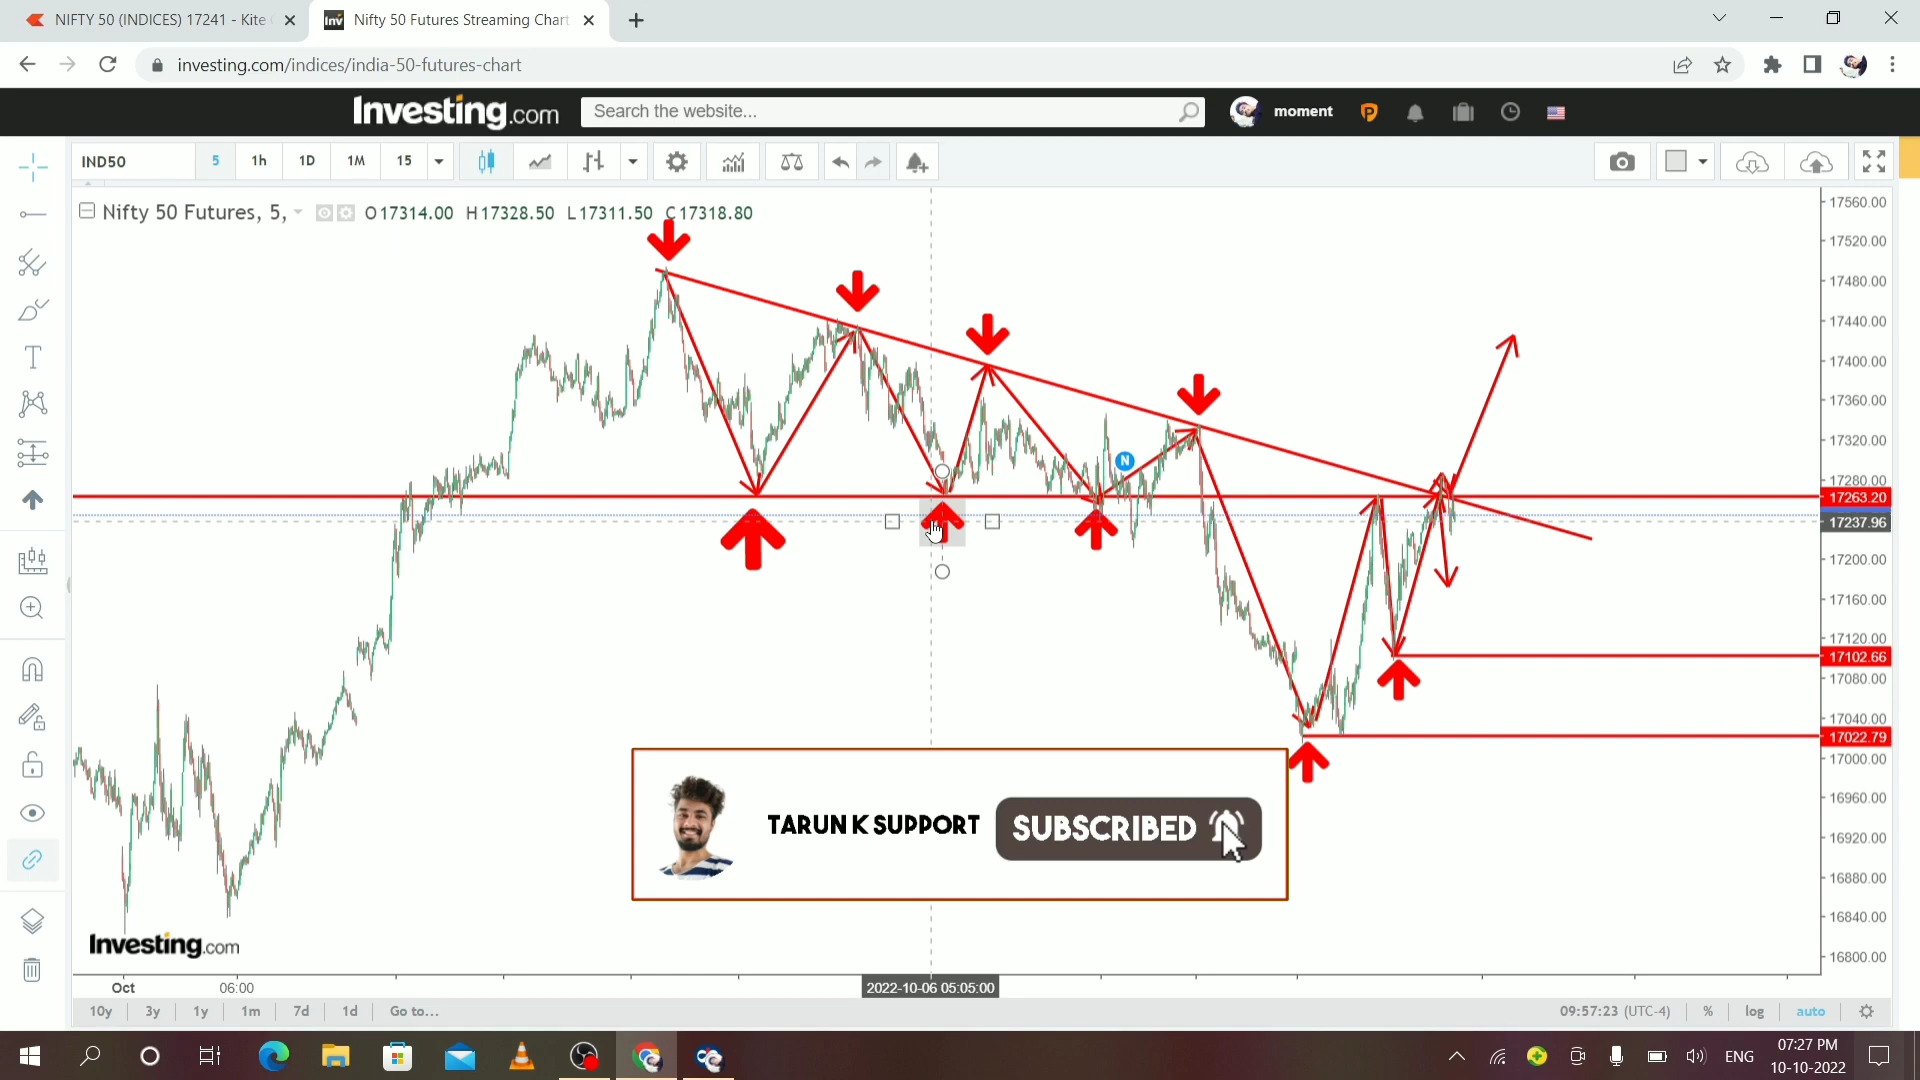 NIFTY 50 (INDICES) 17241 - Kite
Nifty 50 Futures Streaming Chart
investing.com/indices/india-50-futures-chart
Investing.com
Search the website...
moment
IND50
5
1h
1D
1M
15
Nifty 50 Futures, 5, O17314.00 H17328.50 L17311.50 C17318.80
17560.00
17520.00
17480.00
17440.00
17400.00
17360.00
17320.00
17280.00
17263.20
17237.96
17200.00
17160.00
17120.00
17102.66
17080.00
17040.00
17022.79
17000.00
16960.00
16920.00
16880.00
16840.00
16800.00
N
TARUN K SUPPORT
SUBSCRIBED
Investing.com
Oct
06:00
2022-10-06 05:05:00
10y
3y
1y
1m
7d
1d
Go to...
09:57:23 (UTC-4)
%
log
auto
ENG
07:27 PM
10-10-2022